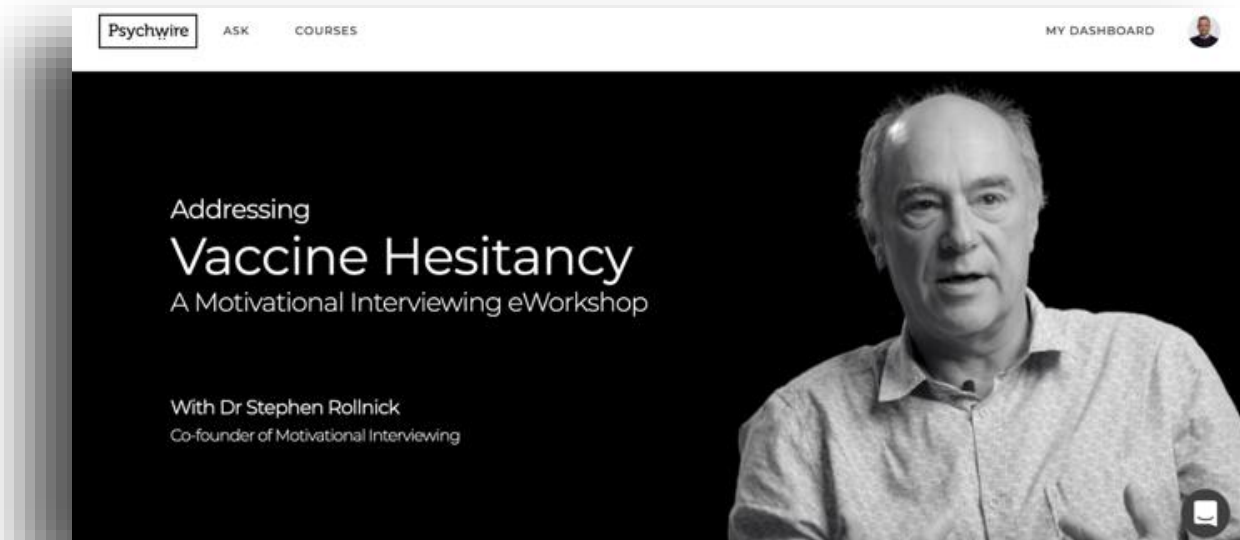 Psychwire
ASK
COURSES
MY DASHBOARD
Addressing
Vaccine Hesitancy
A Motivational Interviewing eWorkshop
With Dr Stephen Rollnick
Co-founder of Motivational Interviewing